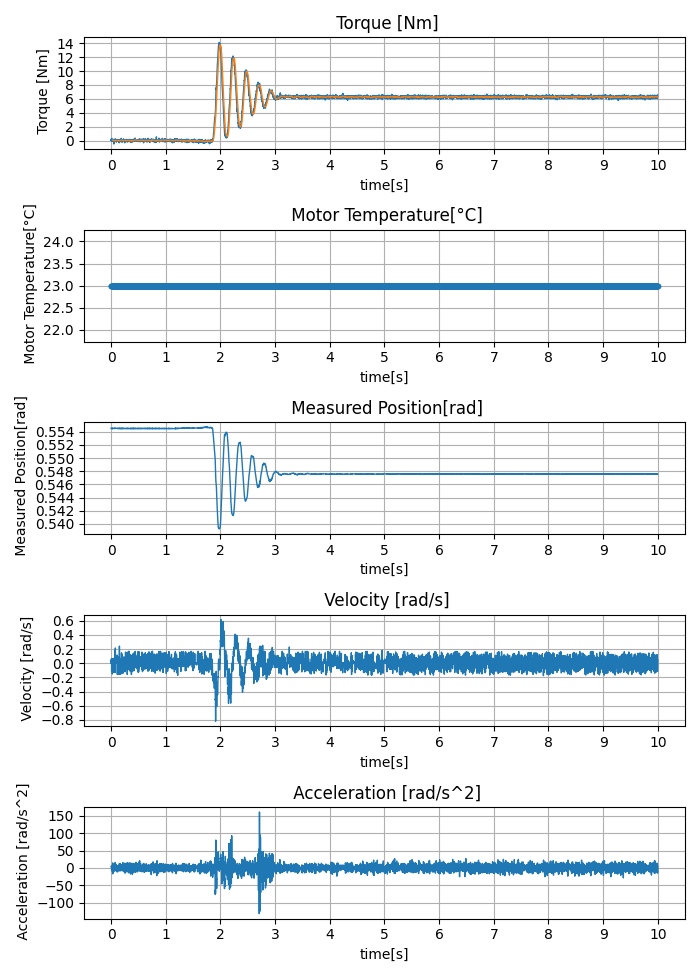 Torque [Nm]
Torque [Nm]
14
12
10
8
6
4
2
0
0 1 2 3 4 5 6 7 8 9 10
time[s]
Motor Temperature[°C]
Motor Temperature[°C]
24.0
23.5
23.0
22.5
22.0
0 1 2 3 4 5 6 7 8 9 10
time[s]
Measured Position[rad]
Measured Position[rad]
0.554
0.552
0.550
0.548
0.546
0.544
0.542
0.540
0 1 2 3 4 5 6 7 8 9 10
time[s]
Velocity [rad/s]
Velocity [rad/s]
0.6
0.4
0.2
0.0
−0.2
−0.4
−0.6
−0.8
0 1 2 3 4 5 6 7 8 9 10
time[s]
Acceleration [rad/s^2]
Acceleration [rad/s^2]
150
100
50
0
−50
−100
0 1 2 3 4 5 6 7 8 9 10
time[s]